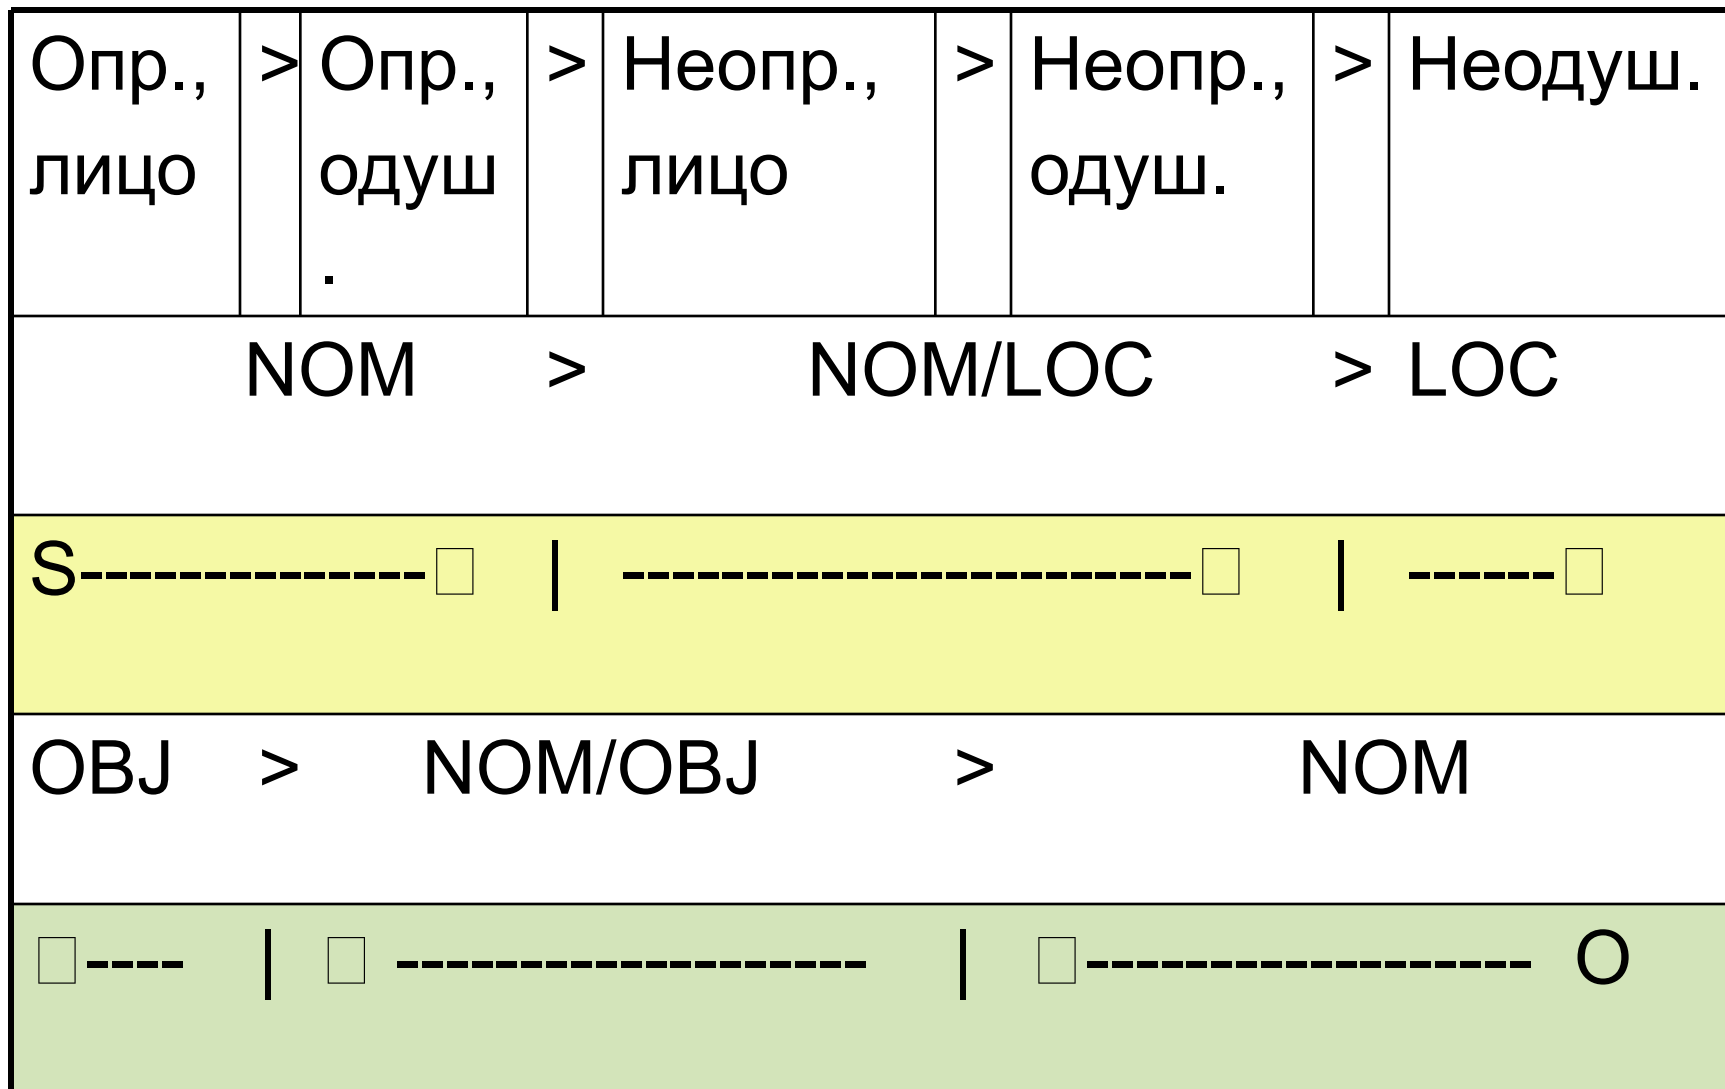 Опр., > Опр., > Неопр., > Неопр., > Неодуш.
лицо одуш лицо одуш.
.
NOM > NOM/LOC > LOC
S--------------□ | -----------------------□ | ------□
OBJ > NOM/OBJ > NOM
□---- | □ ------------------- | □------------------ O